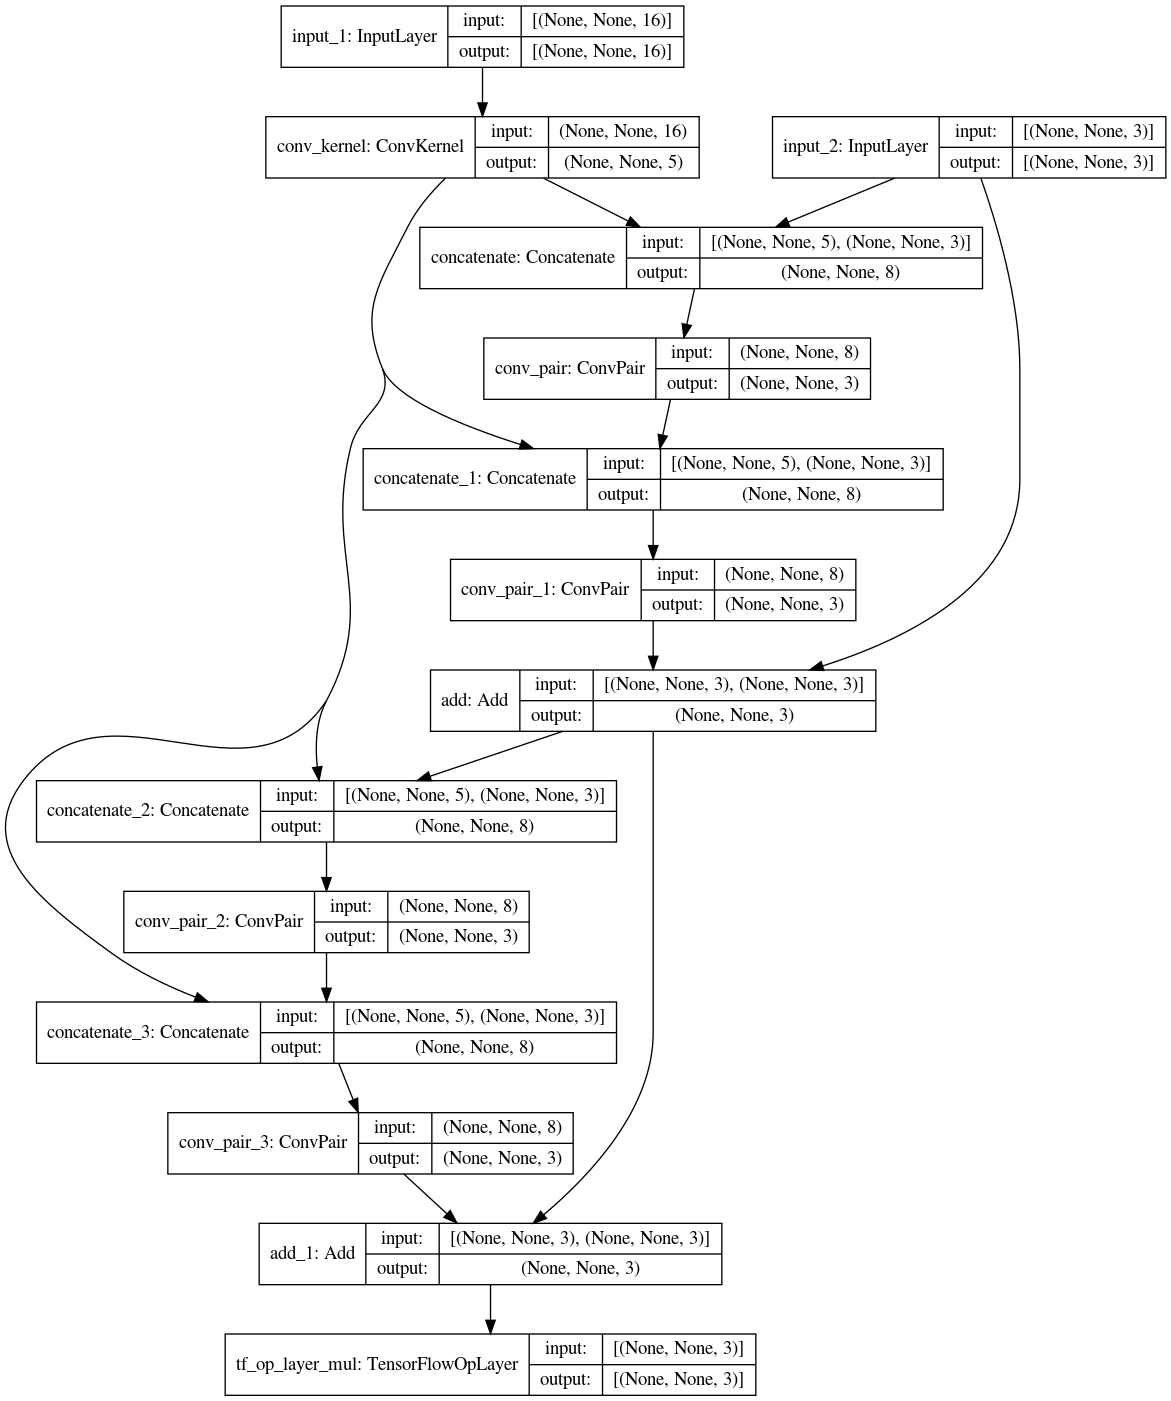 input_1: InputLayer
input:
[(None, None, 16)]
output:
[(None, None, 16)]
conv_kernel: ConvKernel
input:
(None, None, 16)
output:
(None, None, 5)
input_2: InputLayer
input:
[(None, None, 3)]
output:
[(None, None, 3)]
concatenate: Concatenate
input:
[(None, None, 5), (None, None, 3)]
output:
(None, None, 8)
conv_pair: ConvPair
input:
(None, None, 8)
output:
(None, None, 3)
concatenate_1: Concatenate
input:
[(None, None, 5), (None, None, 3)]
output:
(None, None, 8)
conv_pair_1: ConvPair
input:
(None, None, 8)
output:
(None, None, 3)
add: Add
input:
[(None, None, 3), (None, None, 3)]
output:
(None, None, 3)
concatenate_2: Concatenate
input:
[(None, None, 5), (None, None, 3)]
output:
(None, None, 8)
conv_pair_2: ConvPair
input:
(None, None, 8)
output:
(None, None, 3)
concatenate_3: Concatenate
input:
[(None, None, 5), (None, None, 3)]
output:
(None, None, 8)
conv_pair_3: ConvPair
input:
(None, None, 8)
output:
(None, None, 3)
add_1: Add
input:
[(None, None, 3), (None, None, 3)]
output:
(None, None, 3)
tf_op_layer_mul: TensorFlowOpLayer
input:
[(None, None, 3)]
output:
[(None, None, 3)]